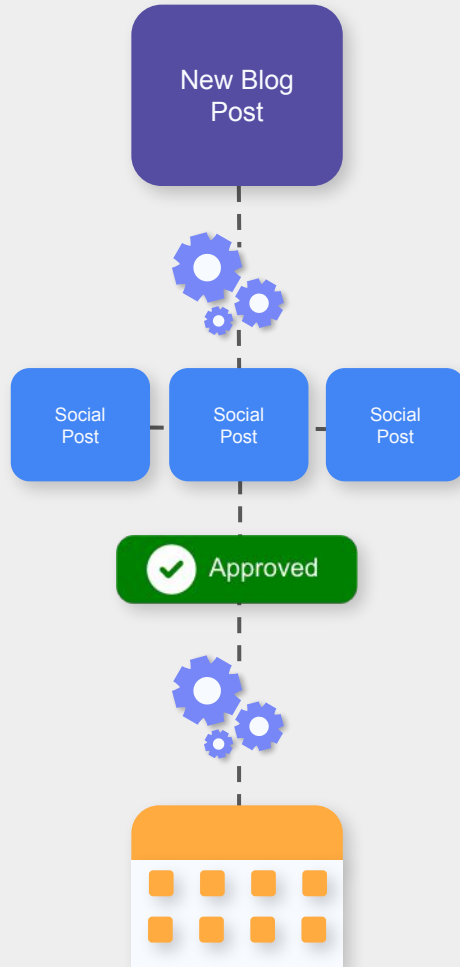 New Blog
Post
Social
Post
Social
Post
Social
Post
Approved